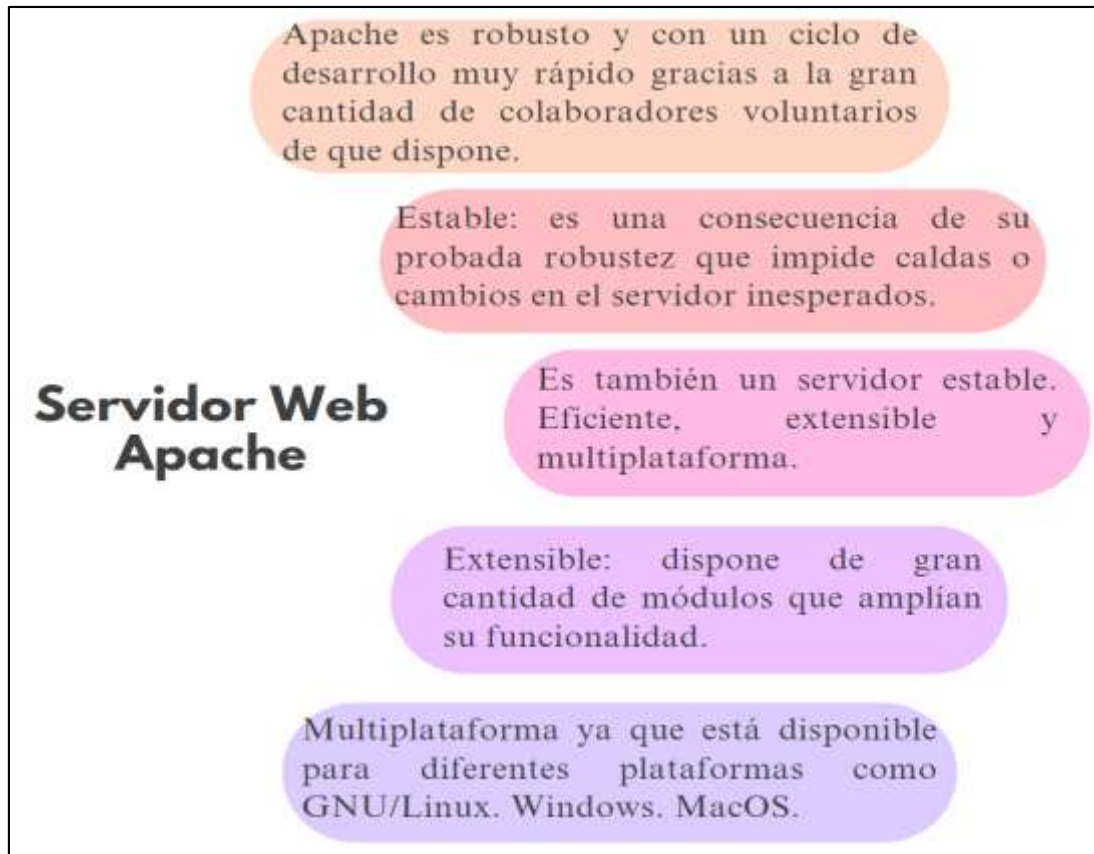 Apache es robusto y con un ciclo de
desarrollo muy rápido gracias a la gran
cantidad de colaboradores voluntarios
de que dispone.
Estable: es una consecuencia de su
probada robustez que impide caldas o
cambios en el servidor inesperados.
Servidor Web
Apache
Es también un servidor estable.
Eficiente, extensible y
multiplataforma.
Extensible: dispone de gran
cantidad de módulos que amplían
su funcionalidad.
Multiplataforma ya que está disponible
para diferentes plataformas como
GNU/Linux. Windows. MacOS.